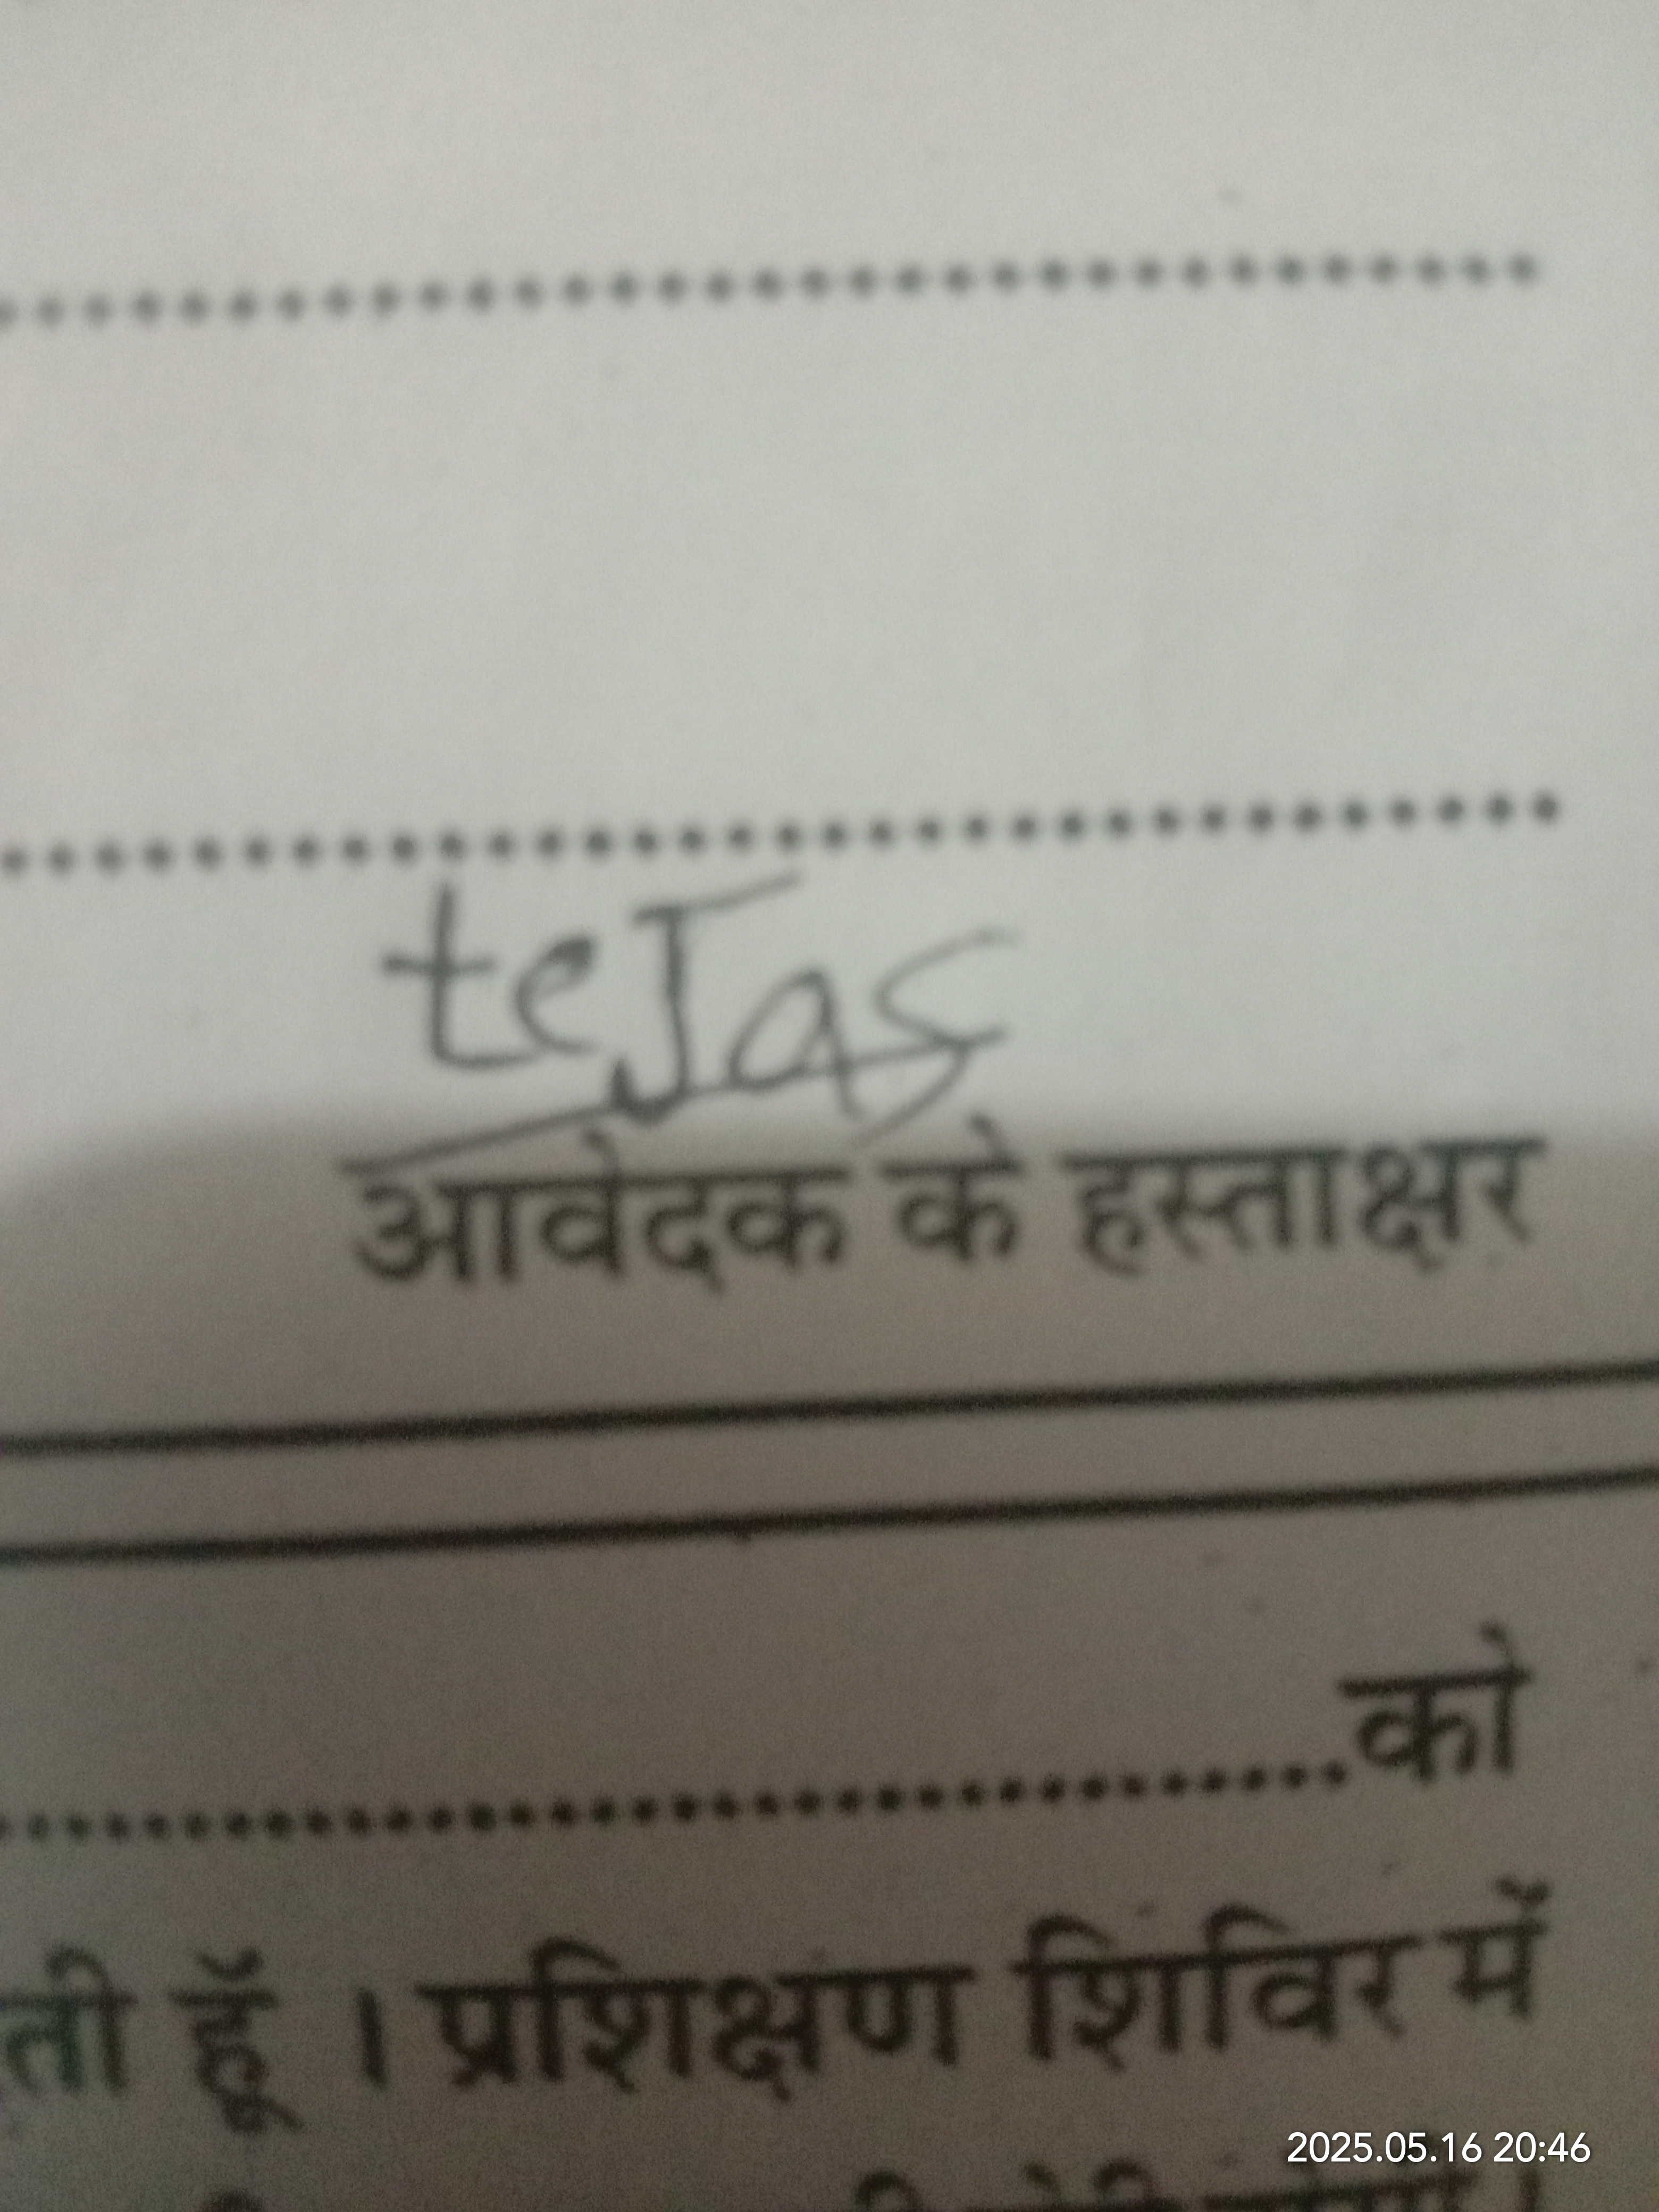 ................................
................................
teJas
आवेदक के हस्ताक्षर
................................को
ती हूँ । प्रशिक्षण शिविर में
2025.05.16 20:46